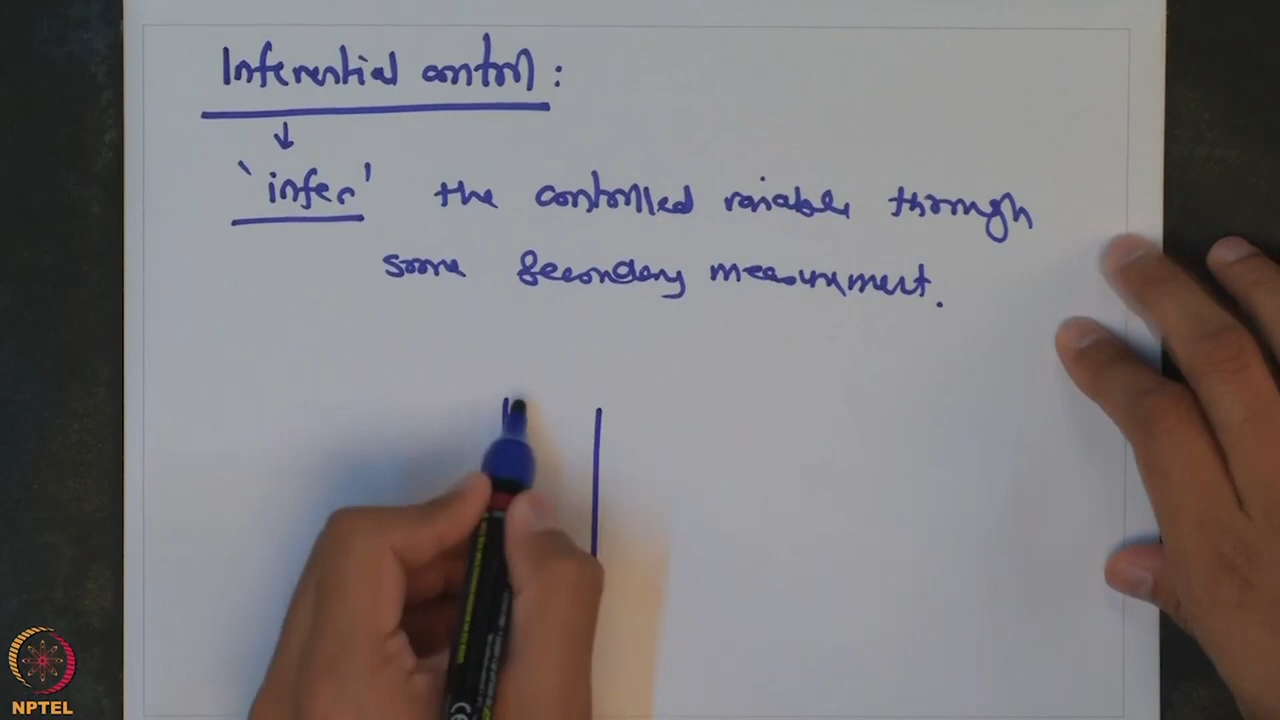 Inferential control :
↓
'infer' the controlled variable through
some secondary measurement.
NPTEL